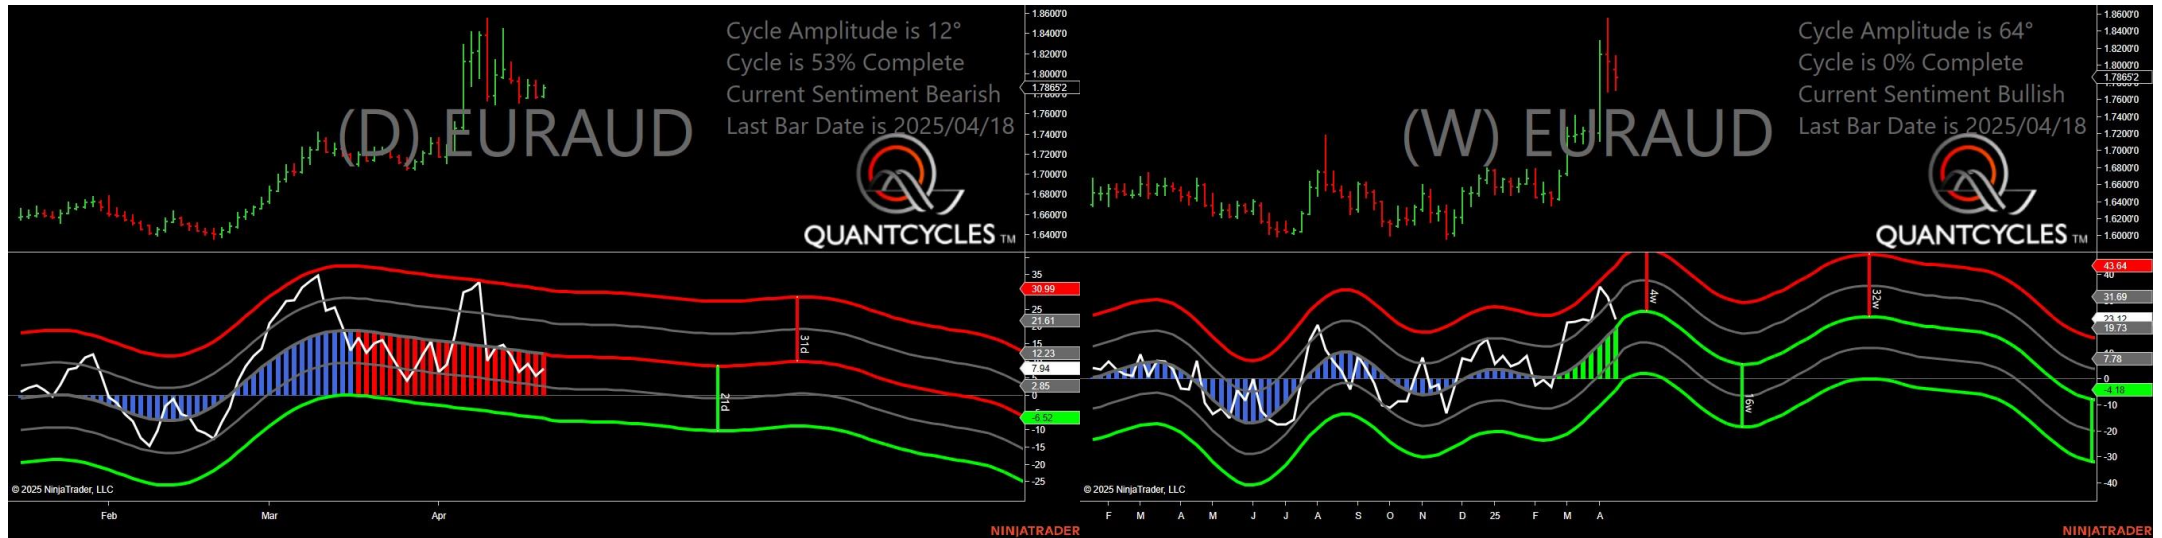 Cycle Amplitude is 12°
Cycle is 53% Complete
Current Sentiment Bearish
Last Bar Date is 2025/04/18
(D) EURAUD
QUANTCYCLES TM
1.8600'0
1.8400'0
1.8200'0
1.8000'0
1.7865'2
1.7600'0
1.7400'0
1.7200'0
1.7000'0
1.6800'0
1.6600'0
1.6400'0
35
30.99
25
21.61
15
12.23
7.94
2.85
0
-6.52
-10
-15
-20
-25
31d
21d
© 2025 NinjaTrader, LLC
Feb
Mar
Apr
NINJATRADER
Cycle Amplitude is 64°
Cycle is 0% Complete
Current Sentiment Bullish
Last Bar Date is 2025/04/18
(W) EURAUD
QUANTCYCLES TM
1.8600'0
1.8400'0
1.8200'0
1.8000'0
1.7865'2
1.7600'0
1.7400'0
1.7200'0
1.7000'0
1.6800'0
1.6600'0
1.6400'0
1.6200'0
1.6000'0
43.64
40
31.69
23.12
19.73
7.78
0
-4.18
-10
-20
-30
-40
4w
32w
16w
© 2025 NinjaTrader, LLC
F M A M J J A S O N D 25 F M A
NINJATRADER